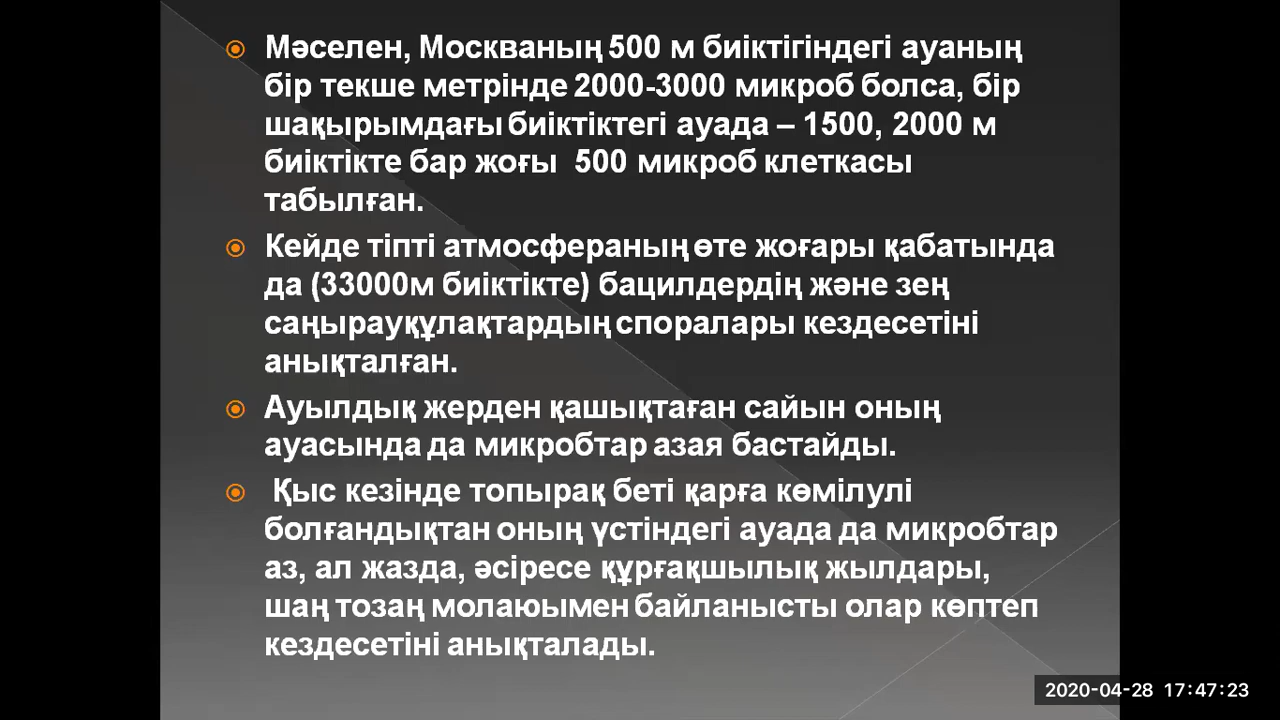 Мәселен, Москваның 500 м биіктігіндегі ауаның
бір текше метрінде 2000-3000 микроб болса, бір
шақырымдағы биіктіктегі ауада – 1500, 2000 м
биіктікте бар жоғы 500 микроб клеткасы
табылған.
Кейде тіпті атмосфераның өте жоғары қабатында
да (33000м биіктікте) бацилдердің және зең
саңырауқұлақтардың споралары кездесетіні
анықталған.
Ауылдық жерден қашықтаған сайын оның
ауасында да микробтар азая бастайды.
Қыс кезінде топырақ беті қарға көмілулі
болғандықтан оның үстіндегі ауада да микробтар
аз, ал жазда, әсіресе құрғақшылық жылдары,
шаң тозаң молаюымен байланысты олар көптеп
кездесетіні анықталады.
2020-04-28 17:47:23